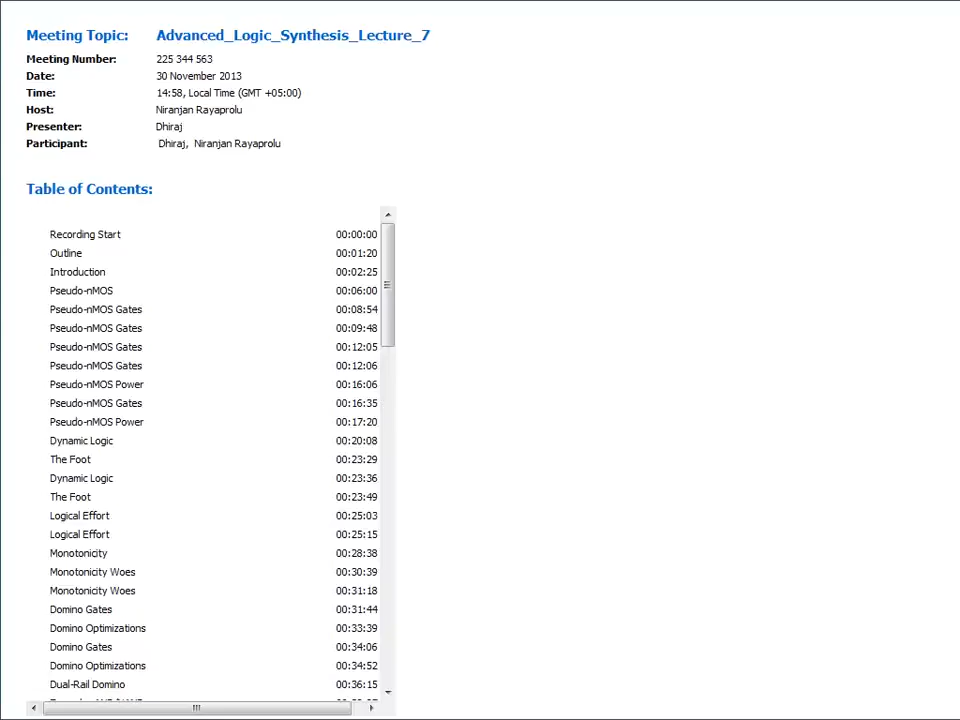 Meeting Topic: Advanced_Logic_Synthesis_Lecture_7
Meeting Number: 225 344 563
Date: 30 November 2013
Time: 14:58, Local Time (GMT +05:00)
Host: Niranjan Rayaprolu
Presenter: Dhiraj
Participant: Dhiraj, Niranjan Rayaprolu
Table of Contents:
Recording Start 00:00:00
Outline 00:01:20
Introduction 00:02:25
Pseudo-nMOS 00:06:00
Pseudo-nMOS Gates 00:08:54
Pseudo-nMOS Gates 00:09:48
Pseudo-nMOS Gates 00:12:05
Pseudo-nMOS Gates 00:12:06
Pseudo-nMOS Power 00:16:06
Pseudo-nMOS Gates 00:16:35
Pseudo-nMOS Power 00:17:20
Dynamic Logic 00:20:08
The Foot 00:23:29
Dynamic Logic 00:23:36
The Foot 00:23:49
Logical Effort 00:25:03
Logical Effort 00:25:15
Monotonicity 00:28:38
Monotonicity Woes 00:30:39
Monotonicity Woes 00:31:18
Domino Gates 00:31:44
Domino Optimizations 00:33:39
Domino Gates 00:34:06
Domino Optimizations 00:34:52
Dual-Rail Domino 00:36:15